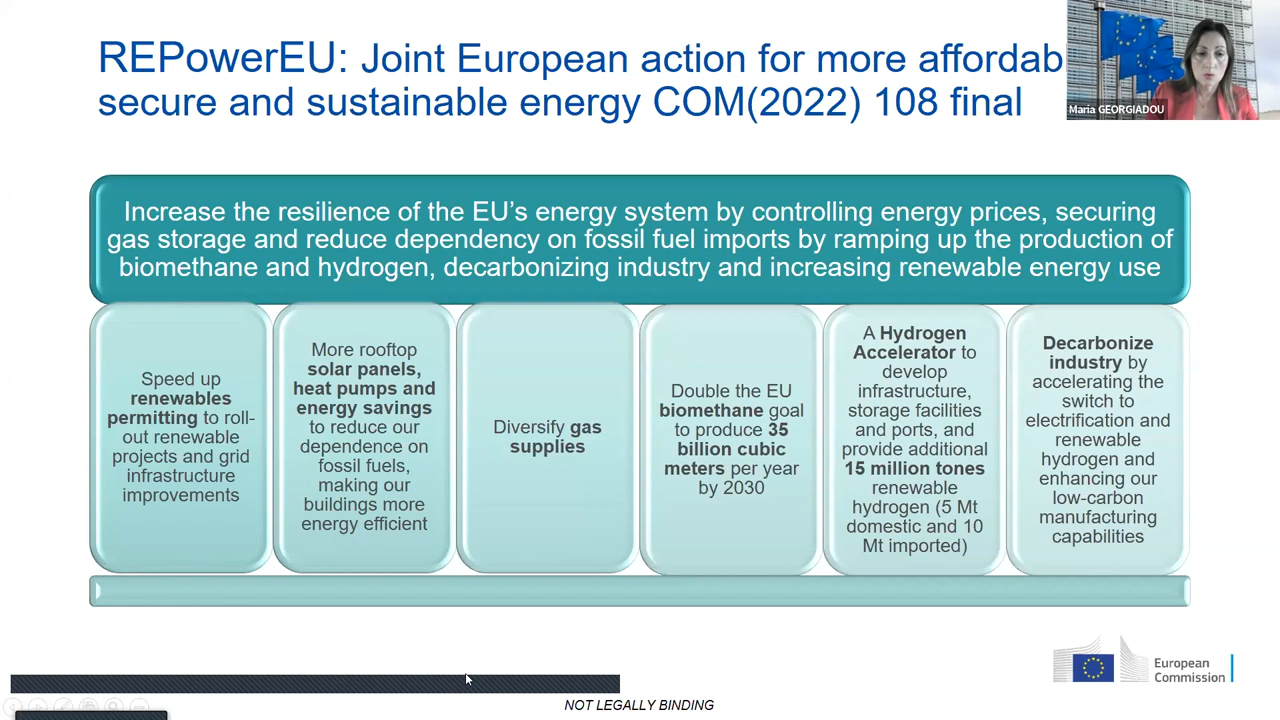 REPowerEU: Joint European action for more affordab
secure and sustainable energy COM(2022) 108 final
Maria GEORGIADOU
Increase the resilience of the EU’s energy system by controlling energy prices, securing
gas storage and reduce dependency on fossil fuel imports by ramping up the production of
biomethane and hydrogen, decarbonizing industry and increasing renewable energy use
Speed up
renewables
permitting to roll-
out renewable
projects and grid
infrastructure
improvements
More rooftop
solar panels,
heat pumps and
energy savings
to reduce our
dependence on
fossil fuels,
making our
buildings more
energy efficient
Diversify gas
supplies
Double the EU
biomethane goal
to produce 35
billion cubic
meters per year
by 2030
A Hydrogen
Accelerator to
develop
infrastructure,
storage facilities
and ports, and
provide additional
15 million tones
renewable
hydrogen (5 Mt
domestic and 10
Mt imported)
Decarbonize
industry by
accelerating the
switch to
electrification and
renewable
hydrogen and
enhancing our
low-carbon
manufacturing
capabilities
European
Commission
NOT LEGALLY BINDING